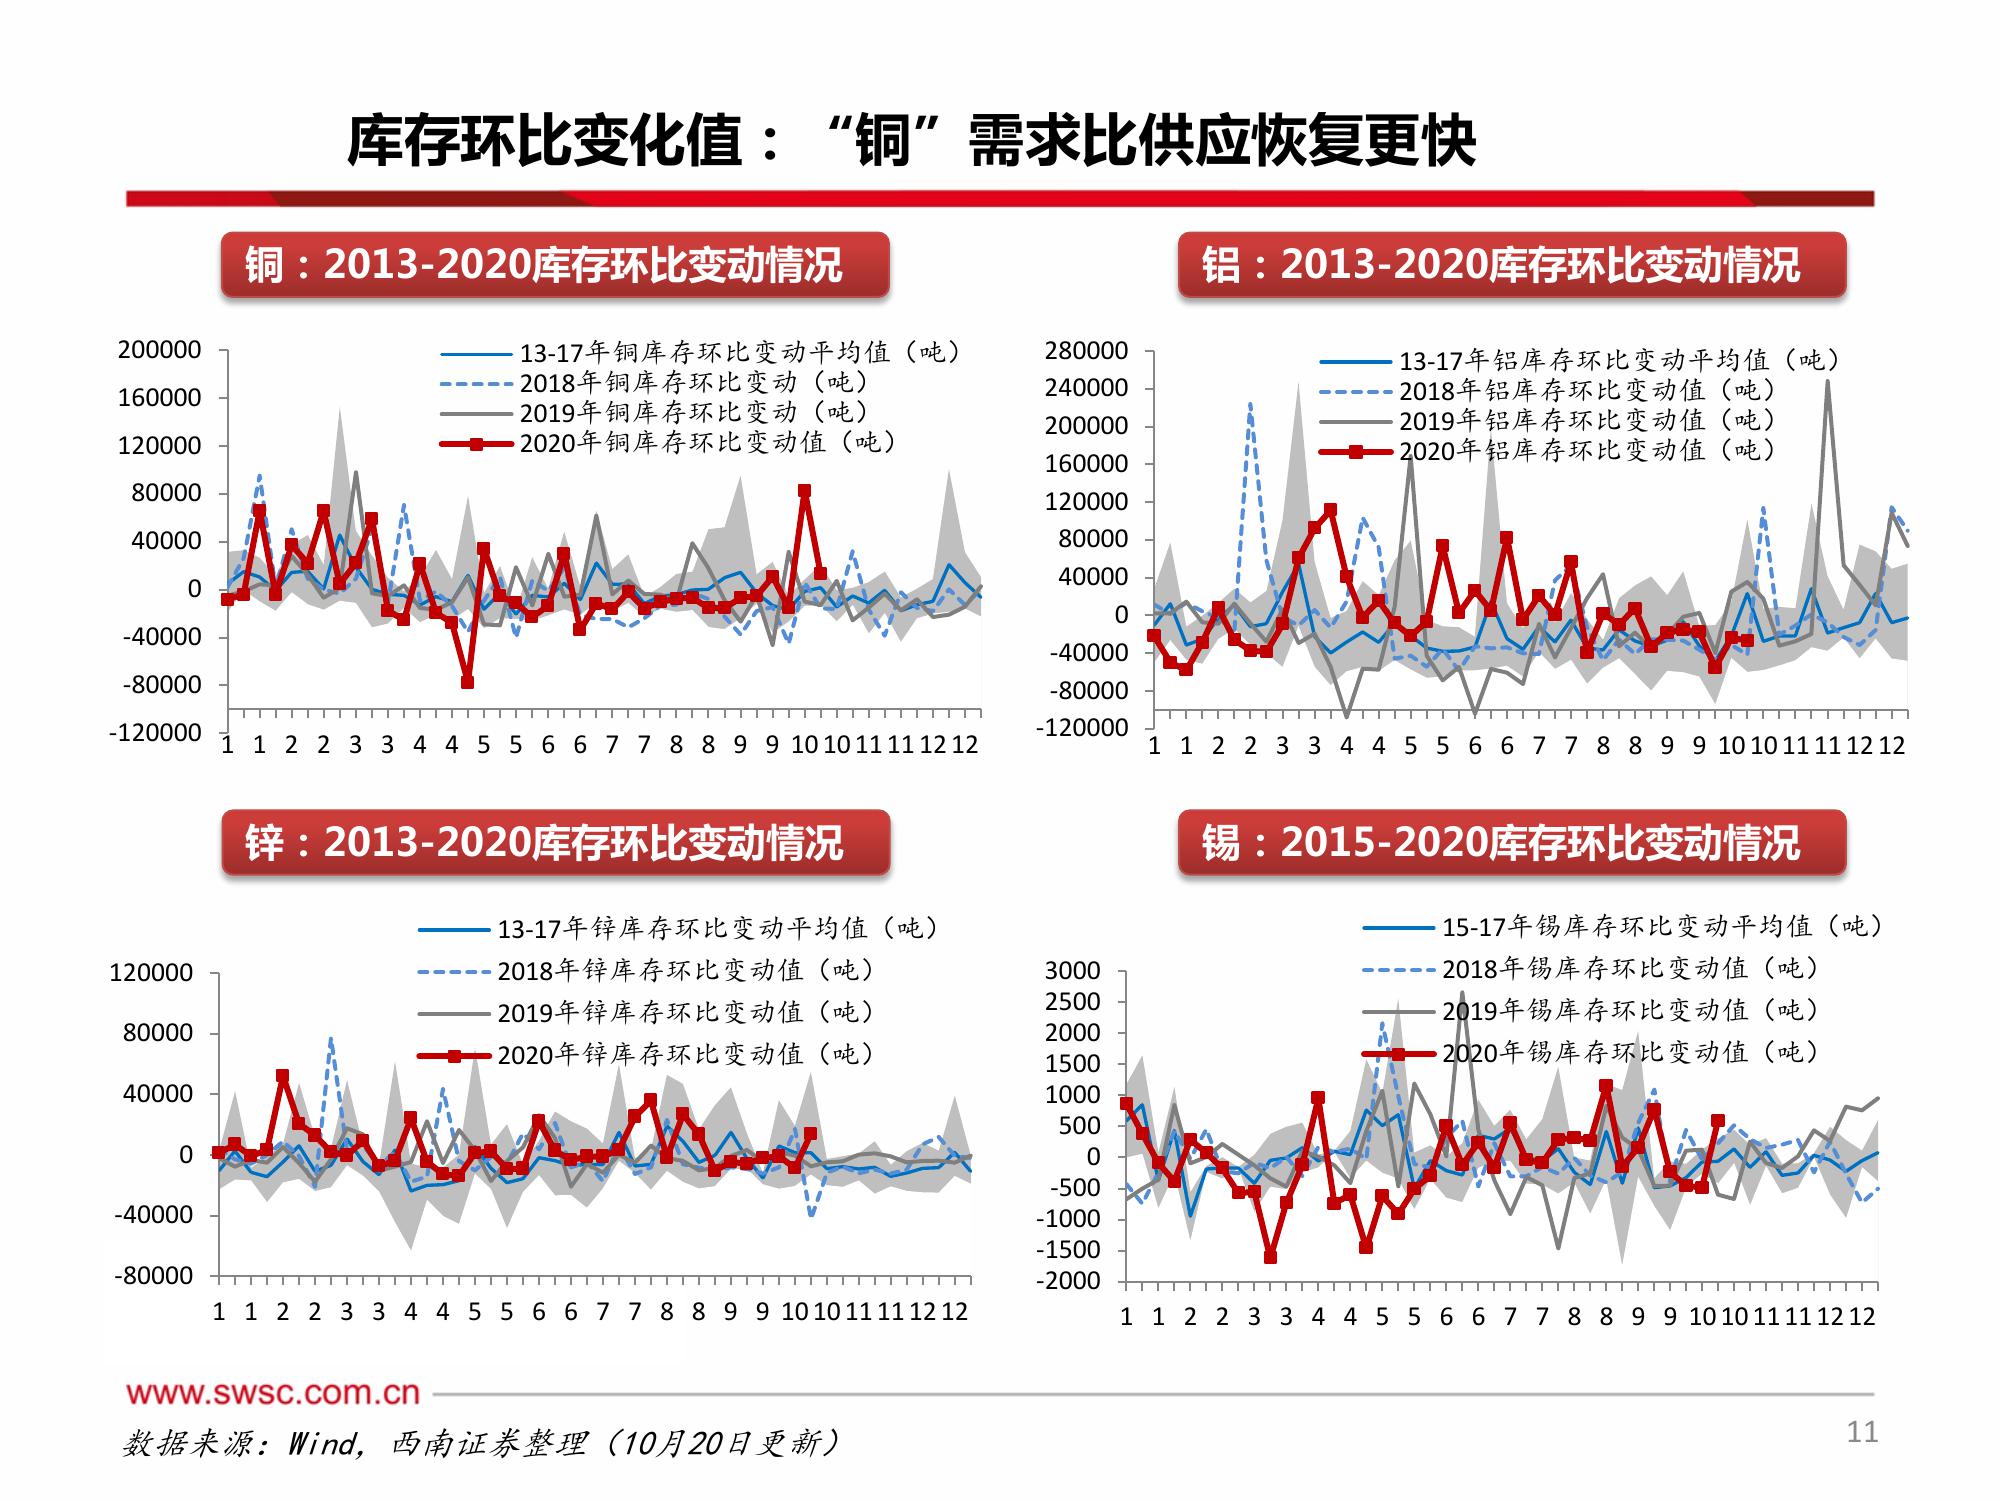 库存环比变化值：“铜”需求比供应恢复更快
铜：2013-2020库存环比变动情况
铝：2013-2020库存环比变动情况
200000
160000
120000
80000
40000
0
-40000
-80000
-120000
13-17年铜库存环比变动平均值（吨）
2018年铜库存环比变动（吨）
2019年铜库存环比变动（吨）
2020年铜库存环比变动值（吨）
1 1 2 2 3 3 4 4 5 5 6 6 7 7 8 8 9 9 10 10 11 11 12 12
280000
240000
200000
160000
120000
80000
40000
0
-40000
-80000
-120000
13-17年铝库存环比变动平均值（吨）
2018年铝库存环比变动值（吨）
2019年铝库存环比变动值（吨）
2020年铝库存环比变动值（吨）
1 1 2 2 3 3 4 4 5 5 6 6 7 7 8 8 9 9 10 10 11 11 12 12
锌：2013-2020库存环比变动情况
锡：2015-2020库存环比变动情况
13-17年锌库存环比变动平均值（吨）
2018年锌库存环比变动值（吨）
2019年锌库存环比变动值（吨）
2020年锌库存环比变动值（吨）
120000
80000
40000
0
-40000
-80000
1 1 2 2 3 3 4 4 5 5 6 6 7 7 8 8 9 9 10 10 11 11 12 12
15-17年锡库存环比变动平均值（吨）
2018年锡库存环比变动值（吨）
2019年锡库存环比变动值（吨）
2020年锡库存环比变动值（吨）
3000
2500
2000
1500
1000
500
0
-500
-1000
-1500
-2000
1 1 2 2 3 3 4 4 5 5 6 6 7 7 8 8 9 9 10 10 11 11 12 12
www.swsc.com.cn
数据来源：Wind，西南证券整理（10月20日更新）
11